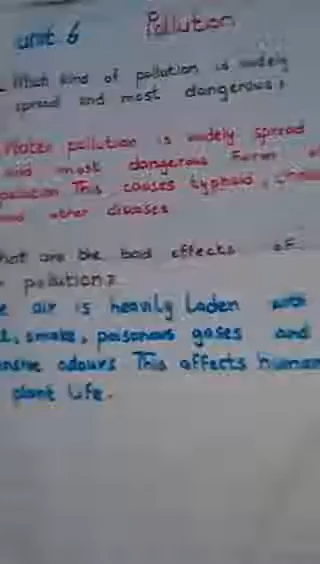 unit 6 Pollution
What kind of pollution is widely
spread and most dangerous?
Water pollution is widely spread
and most dangerous form
pollution This causes typhoid,
and other diseases
hat are the bad effects of
pollution?
e air is heavily Laden with
smoke, poisonous gases and
nsive odours This affects human
plant life.